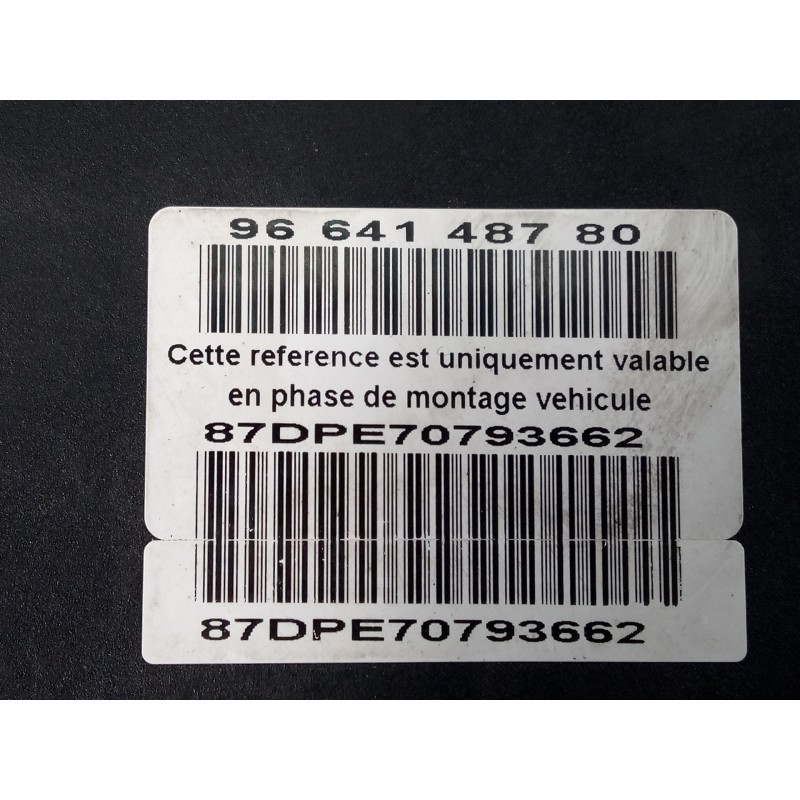 96 641 487 80
Cette reference est uniquement valable
en phase de montage vehicule
87DPE70793662
87DPE70793662